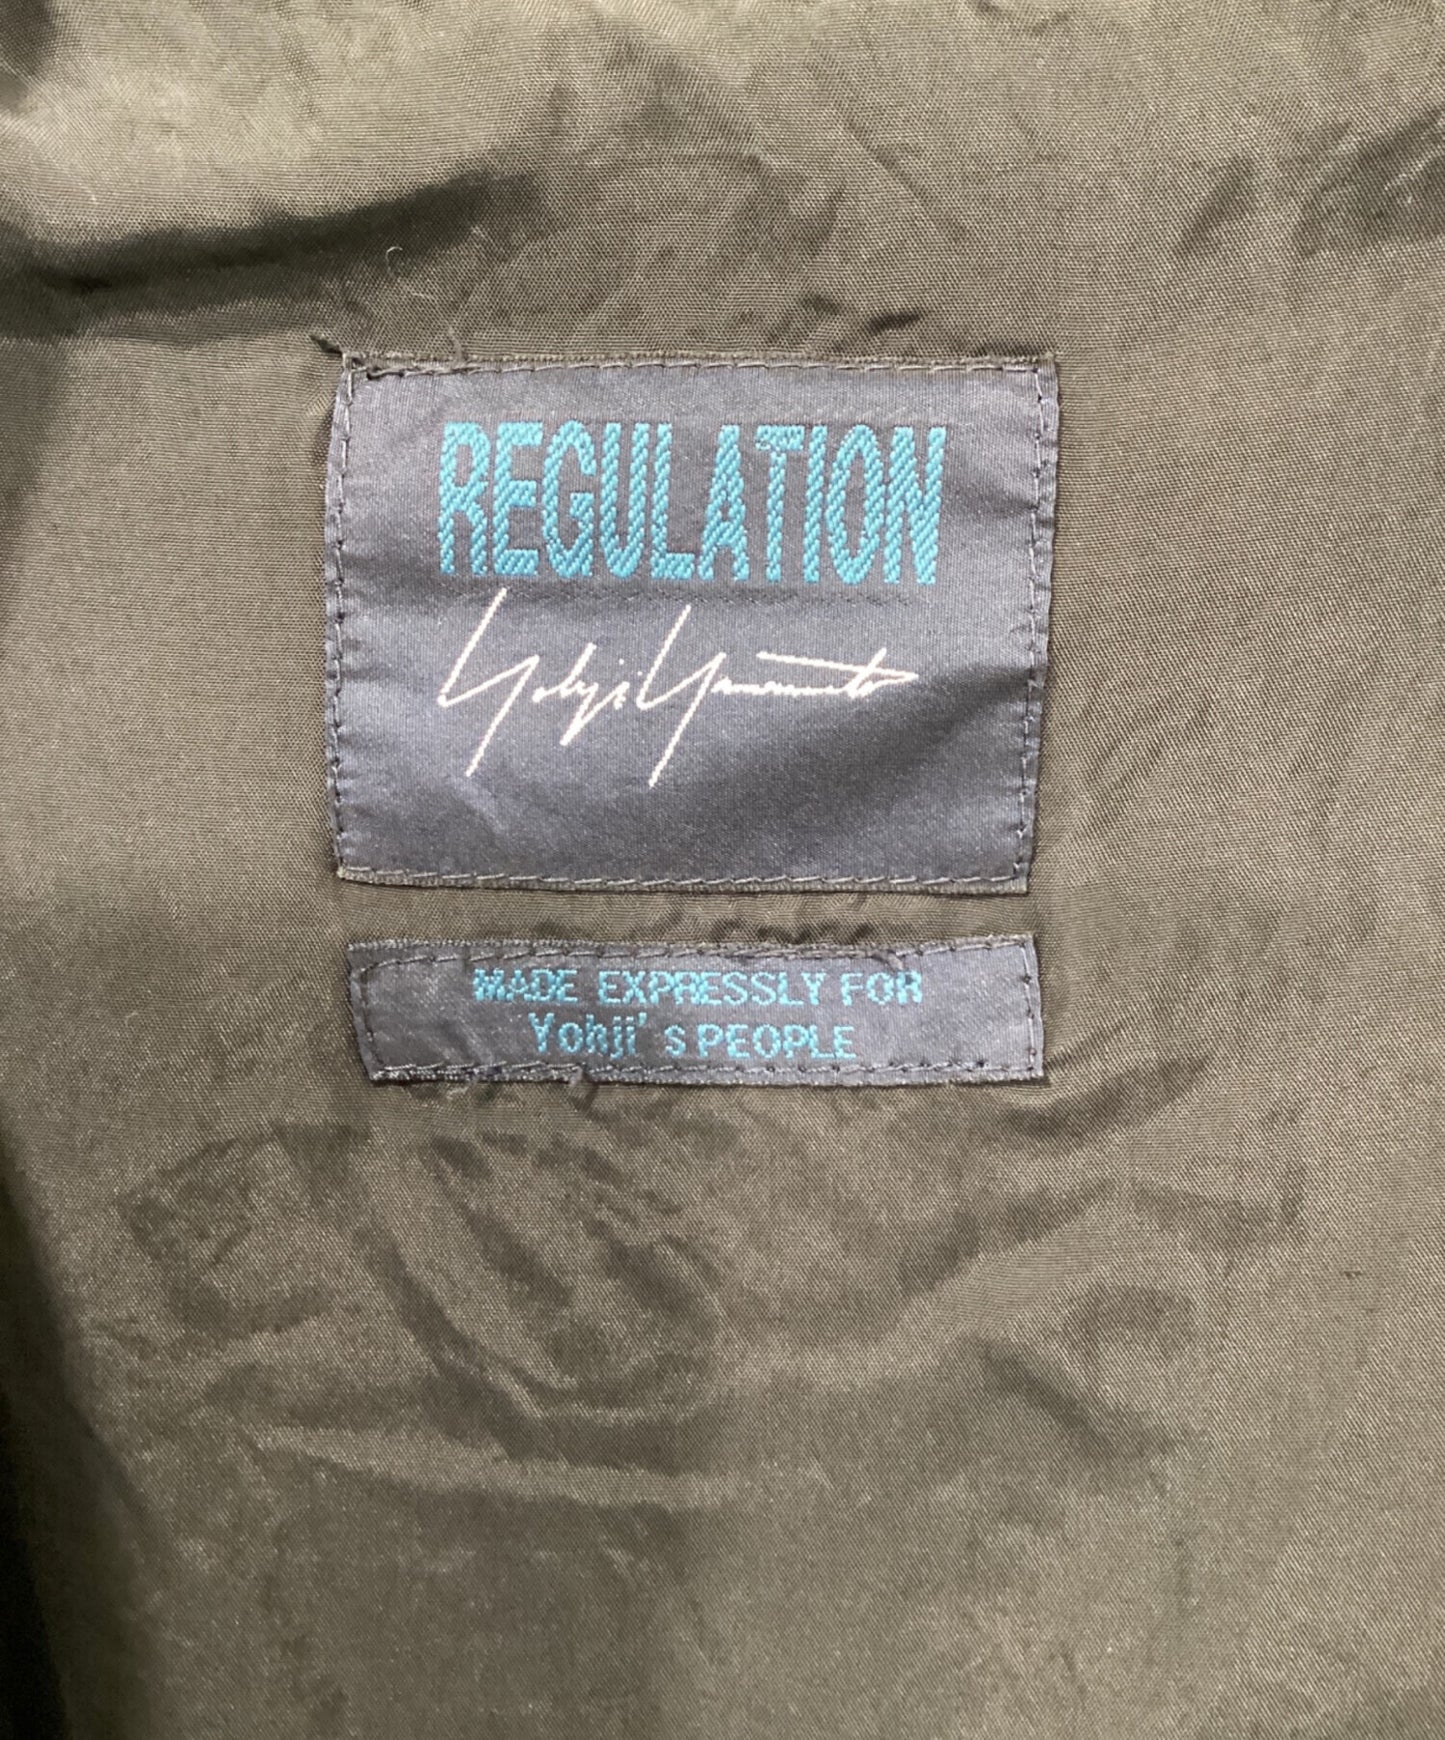 REGULATION
Yohji Yamamoto
MADE EXPRESSLY FOR
Yohji's PEOPLE